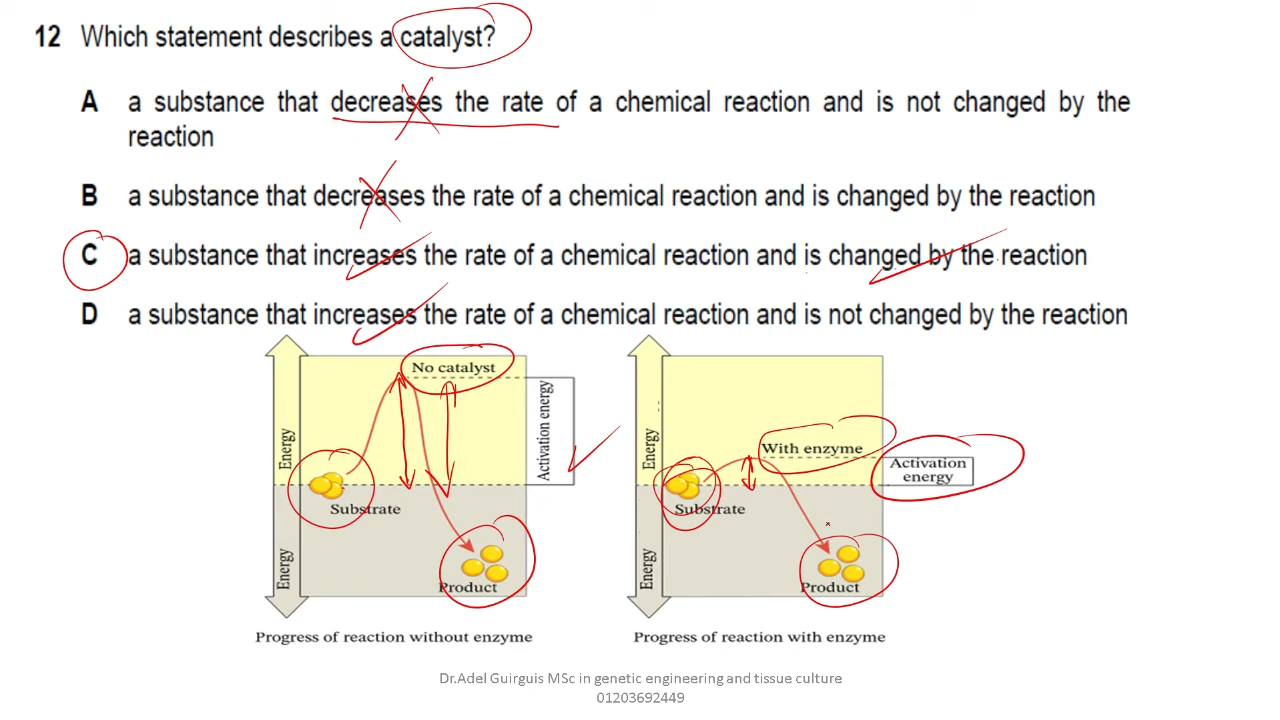 12 Which statement describes a catalyst?
A a substance that decreases the rate of a chemical reaction and is not changed by the
reaction
B a substance that decreases the rate of a chemical reaction and is changed by the reaction
C a substance that increases the rate of a chemical reaction and is changed by the reaction
D a substance that increases the rate of a chemical reaction and is not changed by the reaction
No catalyst
Activation energy
Energy
Substrate
Energy
Product
Progress of reaction without enzyme
With enzyme
Activation
energy
Energy
Substrate
Energy
Product
Progress of reaction with enzyme
Dr.Adel Guirguis MSc in genetic engineering and tissue culture
01203692449